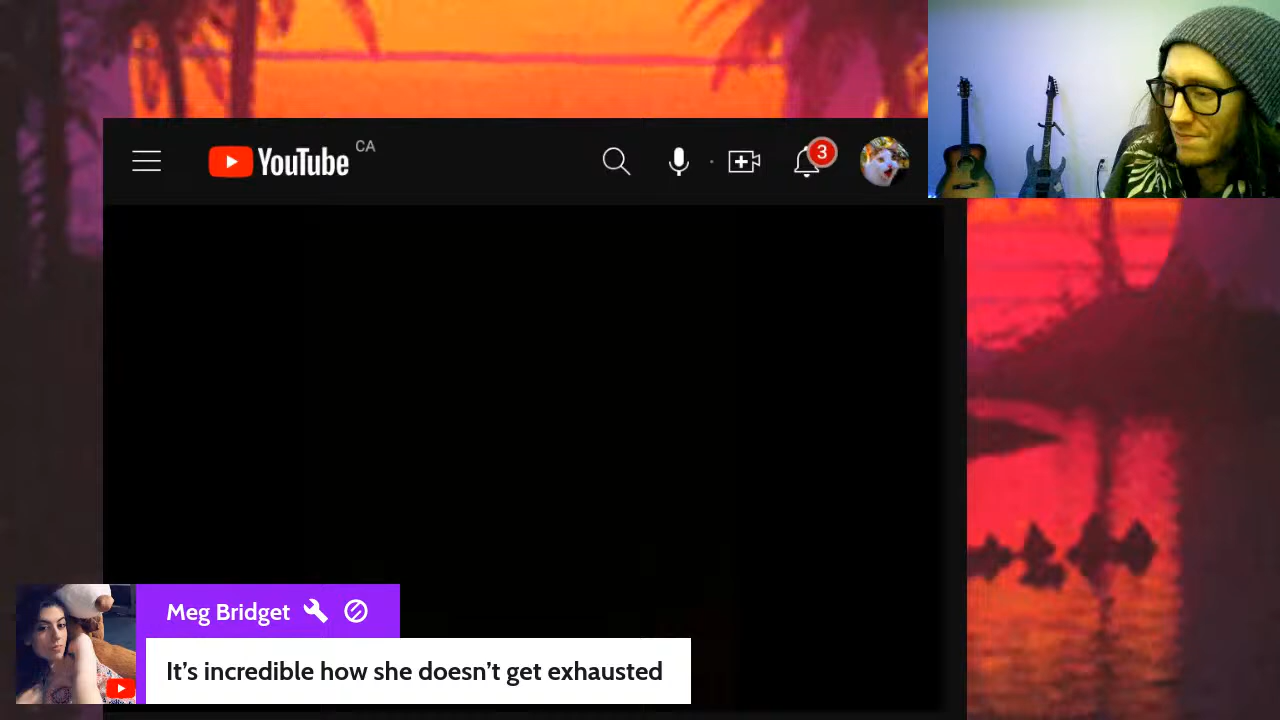 YouTube CA
3
Meg Bridget
It’s incredible how she doesn’t get exhausted